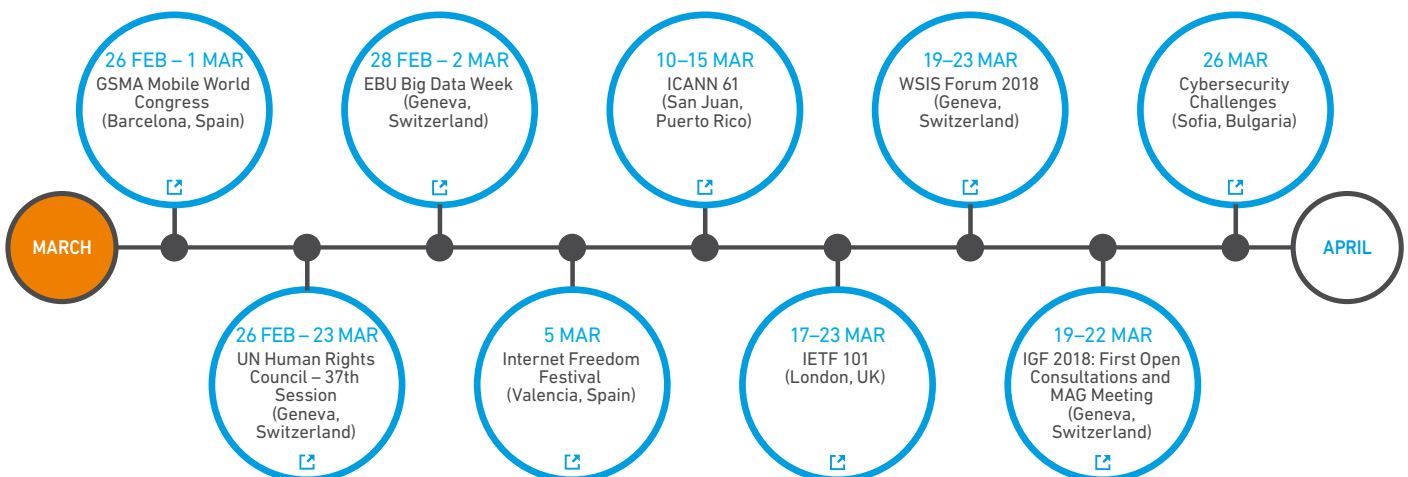 26 FEB – 1 MAR
GSMA Mobile World
Congress
(Barcelona, Spain)
28 FEB – 2 MAR
EBU Big Data Week
(Geneva,
Switzerland)
10–15 MAR
ICANN 61
(San Juan,
Puerto Rico)
19–23 MAR
WSIS Forum 2018
(Geneva,
Switzerland)
26 MAR
Cybersecurity
Challenges
(Sofia, Bulgaria)
MARCH
APRIL
26 FEB – 23 MAR
UN Human Rights
Council – 37th
Session
(Geneva,
Switzerland)
5 MAR
Internet Freedom
Festival
(Valencia, Spain)
17–23 MAR
IETF 101
(London, UK)
19–22 MAR
IGF 2018: First Open
Consultations and
MAG Meeting
(Geneva,
Switzerland)